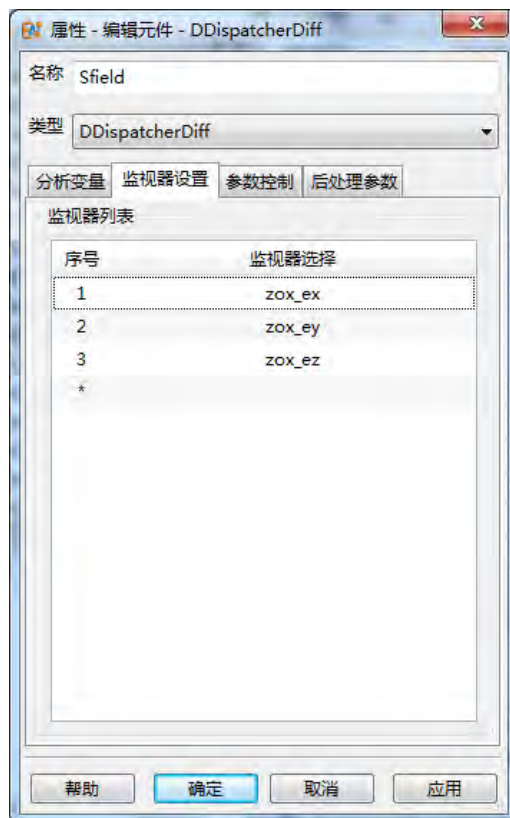 属性 - 编辑元件 - DDispatcherDiff
名称 Sfield
类型 DDispatcherDiff
分析变量 监视器设置 参数控制 后处理参数
监视器列表
序号 监视器选择
1 zox_ex
2 zox_ey
3 zox_ez
*
帮助 确定 取消 应用